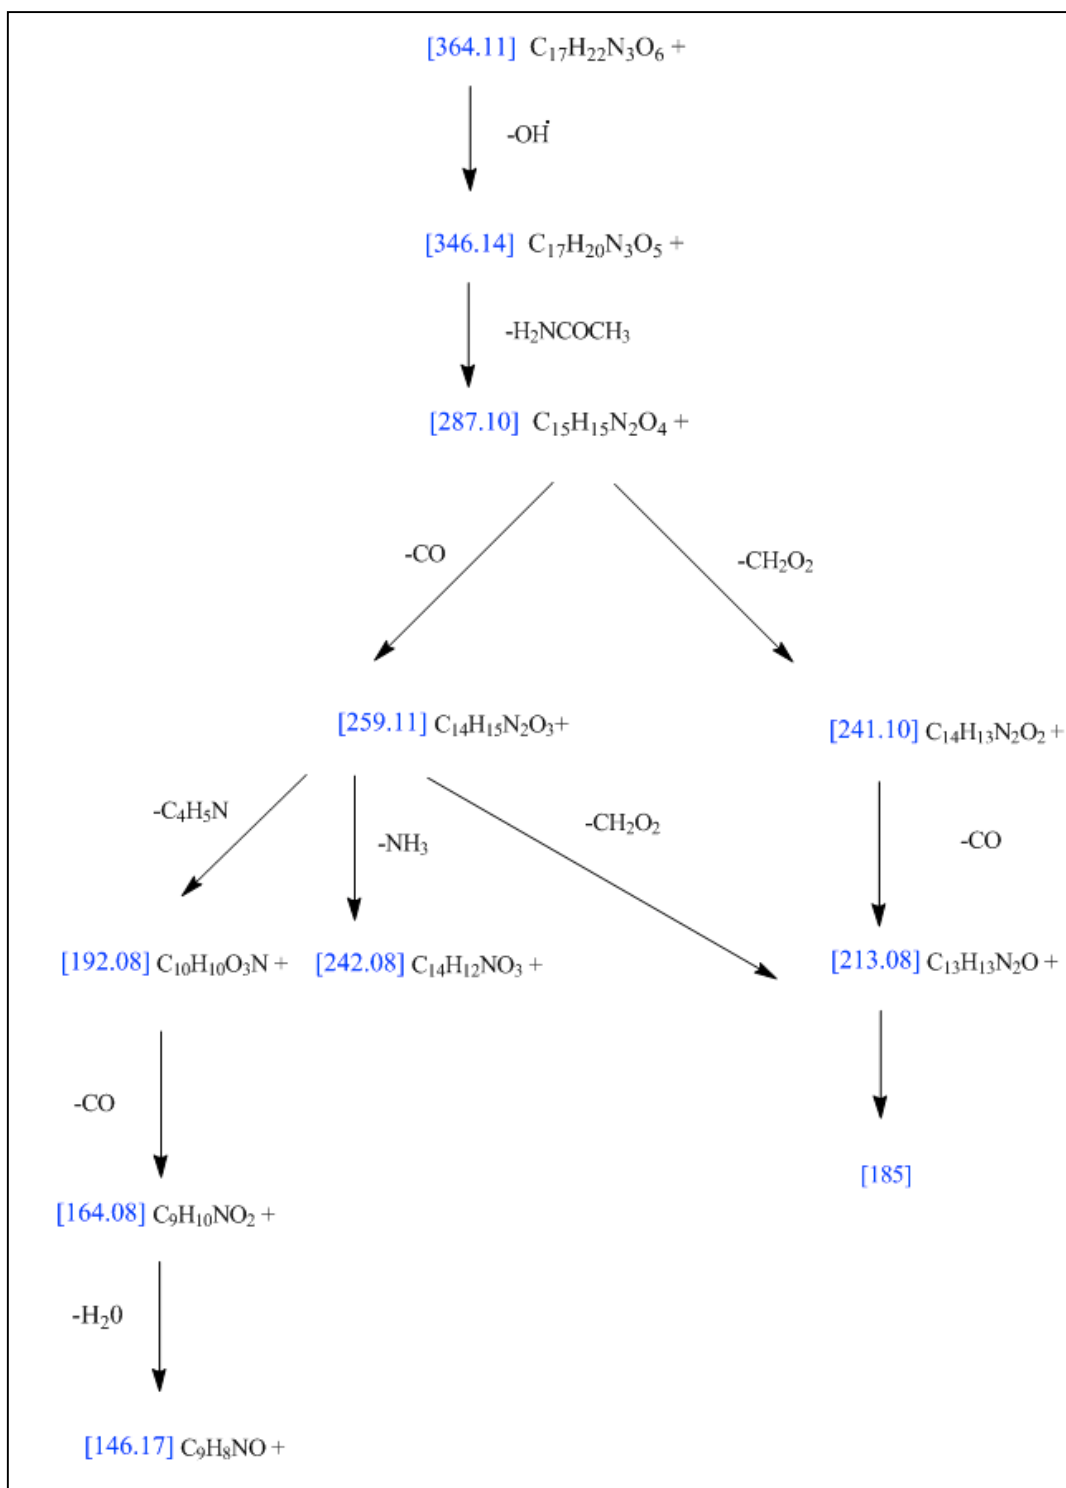 [364.11] C₁₇H₂₂N₃O₆ +
-OH•
[346.14] C₁₇H₂₀N₃O₅ +
-H₂NCOCH₃
[287.10] C₁₅H₁₅N₂O₄ +
-CO
-CH₂O₂
[259.11] C₁₄H₁₅N₂O₃+
[241.10] C₁₄H₁₃N₂O₂ +
-C₄H₅N
-NH₃
-CH₂O₂
-CO
[192.08] C₁₀H₁₀O₃N +
[242.08] C₁₄H₁₂NO₃ +
[213.08] C₁₃H₁₃N₂O +
-CO
[185]
[164.08] C₉H₁₀NO₂ +
-H₂0
[146.17] C₉H₈NO +